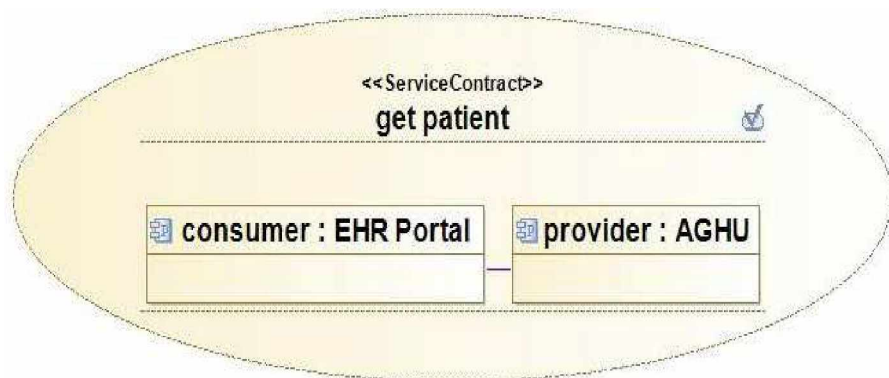 <<ServiceContract>>
get patient
consumer : EHR Portal
provider : AGHU